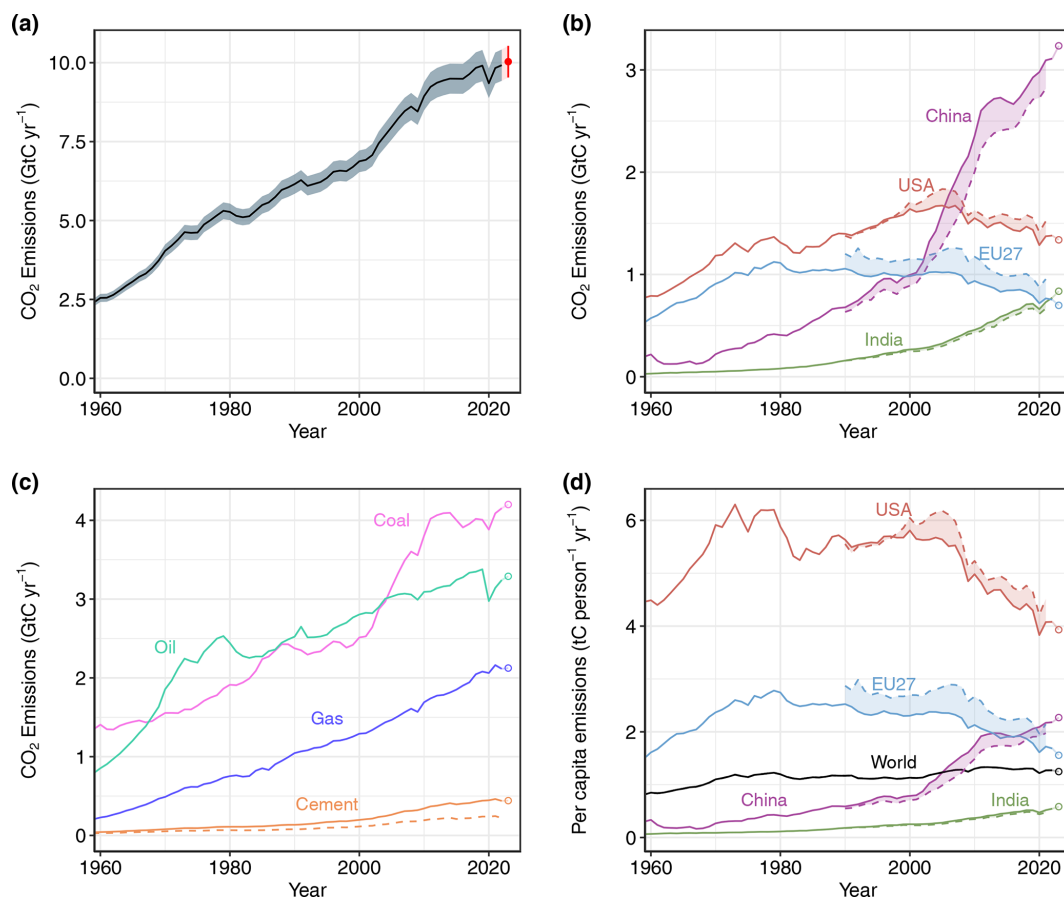 (a)
CO₂ Emissions (GtC yr⁻¹)
10.0
7.5
5.0
2.5
0.0
1960 1980 2000 2020
Year
(b)
CO₂ Emissions (GtC yr⁻¹)
3
2
1
0
China
USA
EU27
India
1960 1980 2000 2020
Year
(c)
CO₂ Emissions (GtC yr⁻¹)
4
3
2
1
0
Coal
Oil
Gas
Cement
1960 1980 2000 2020
Year
(d)
Per capita emissions (tC person⁻¹ yr⁻¹)
6
4
2
0
USA
EU27
World
China
India
1960 1980 2000 2020
Year